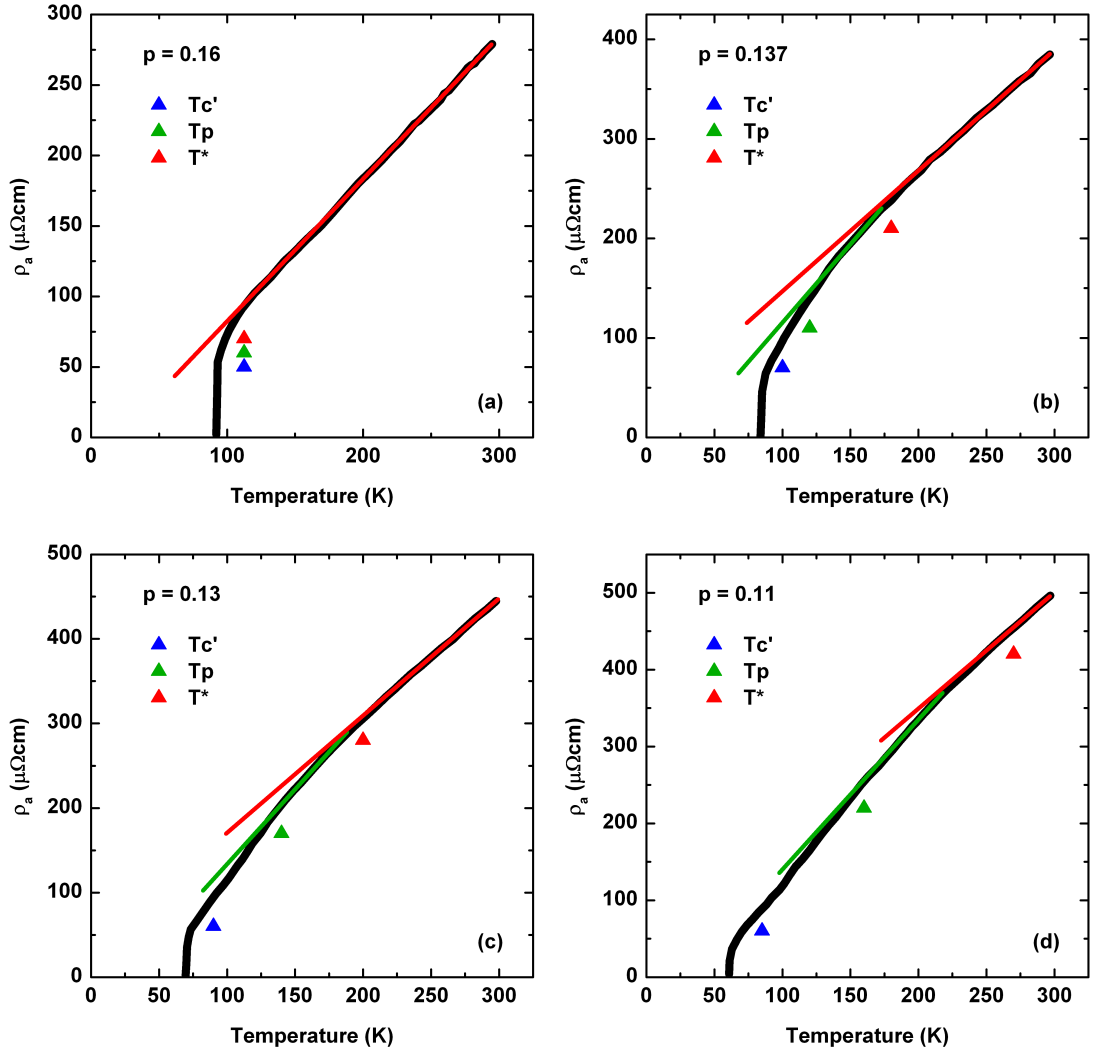 300
250
200
150
100
50
0
ρa (μΩcm)
p = 0.16
Tc'
Tp
T*
(a)
0 50 100 150 200 250 300
Temperature (K)
400
300
200
100
0
ρa (μΩcm)
p = 0.137
Tc'
Tp
T*
(b)
0 50 100 150 200 250 300
Temperature (K)
500
400
300
200
100
0
ρa (μΩcm)
p = 0.13
Tc'
Tp
T*
(c)
0 50 100 150 200 250 300
Temperature (K)
500
400
300
200
100
0
ρa (μΩcm)
p = 0.11
Tc'
Tp
T*
(d)
0 50 100 150 200 250 300
Temperature (K)